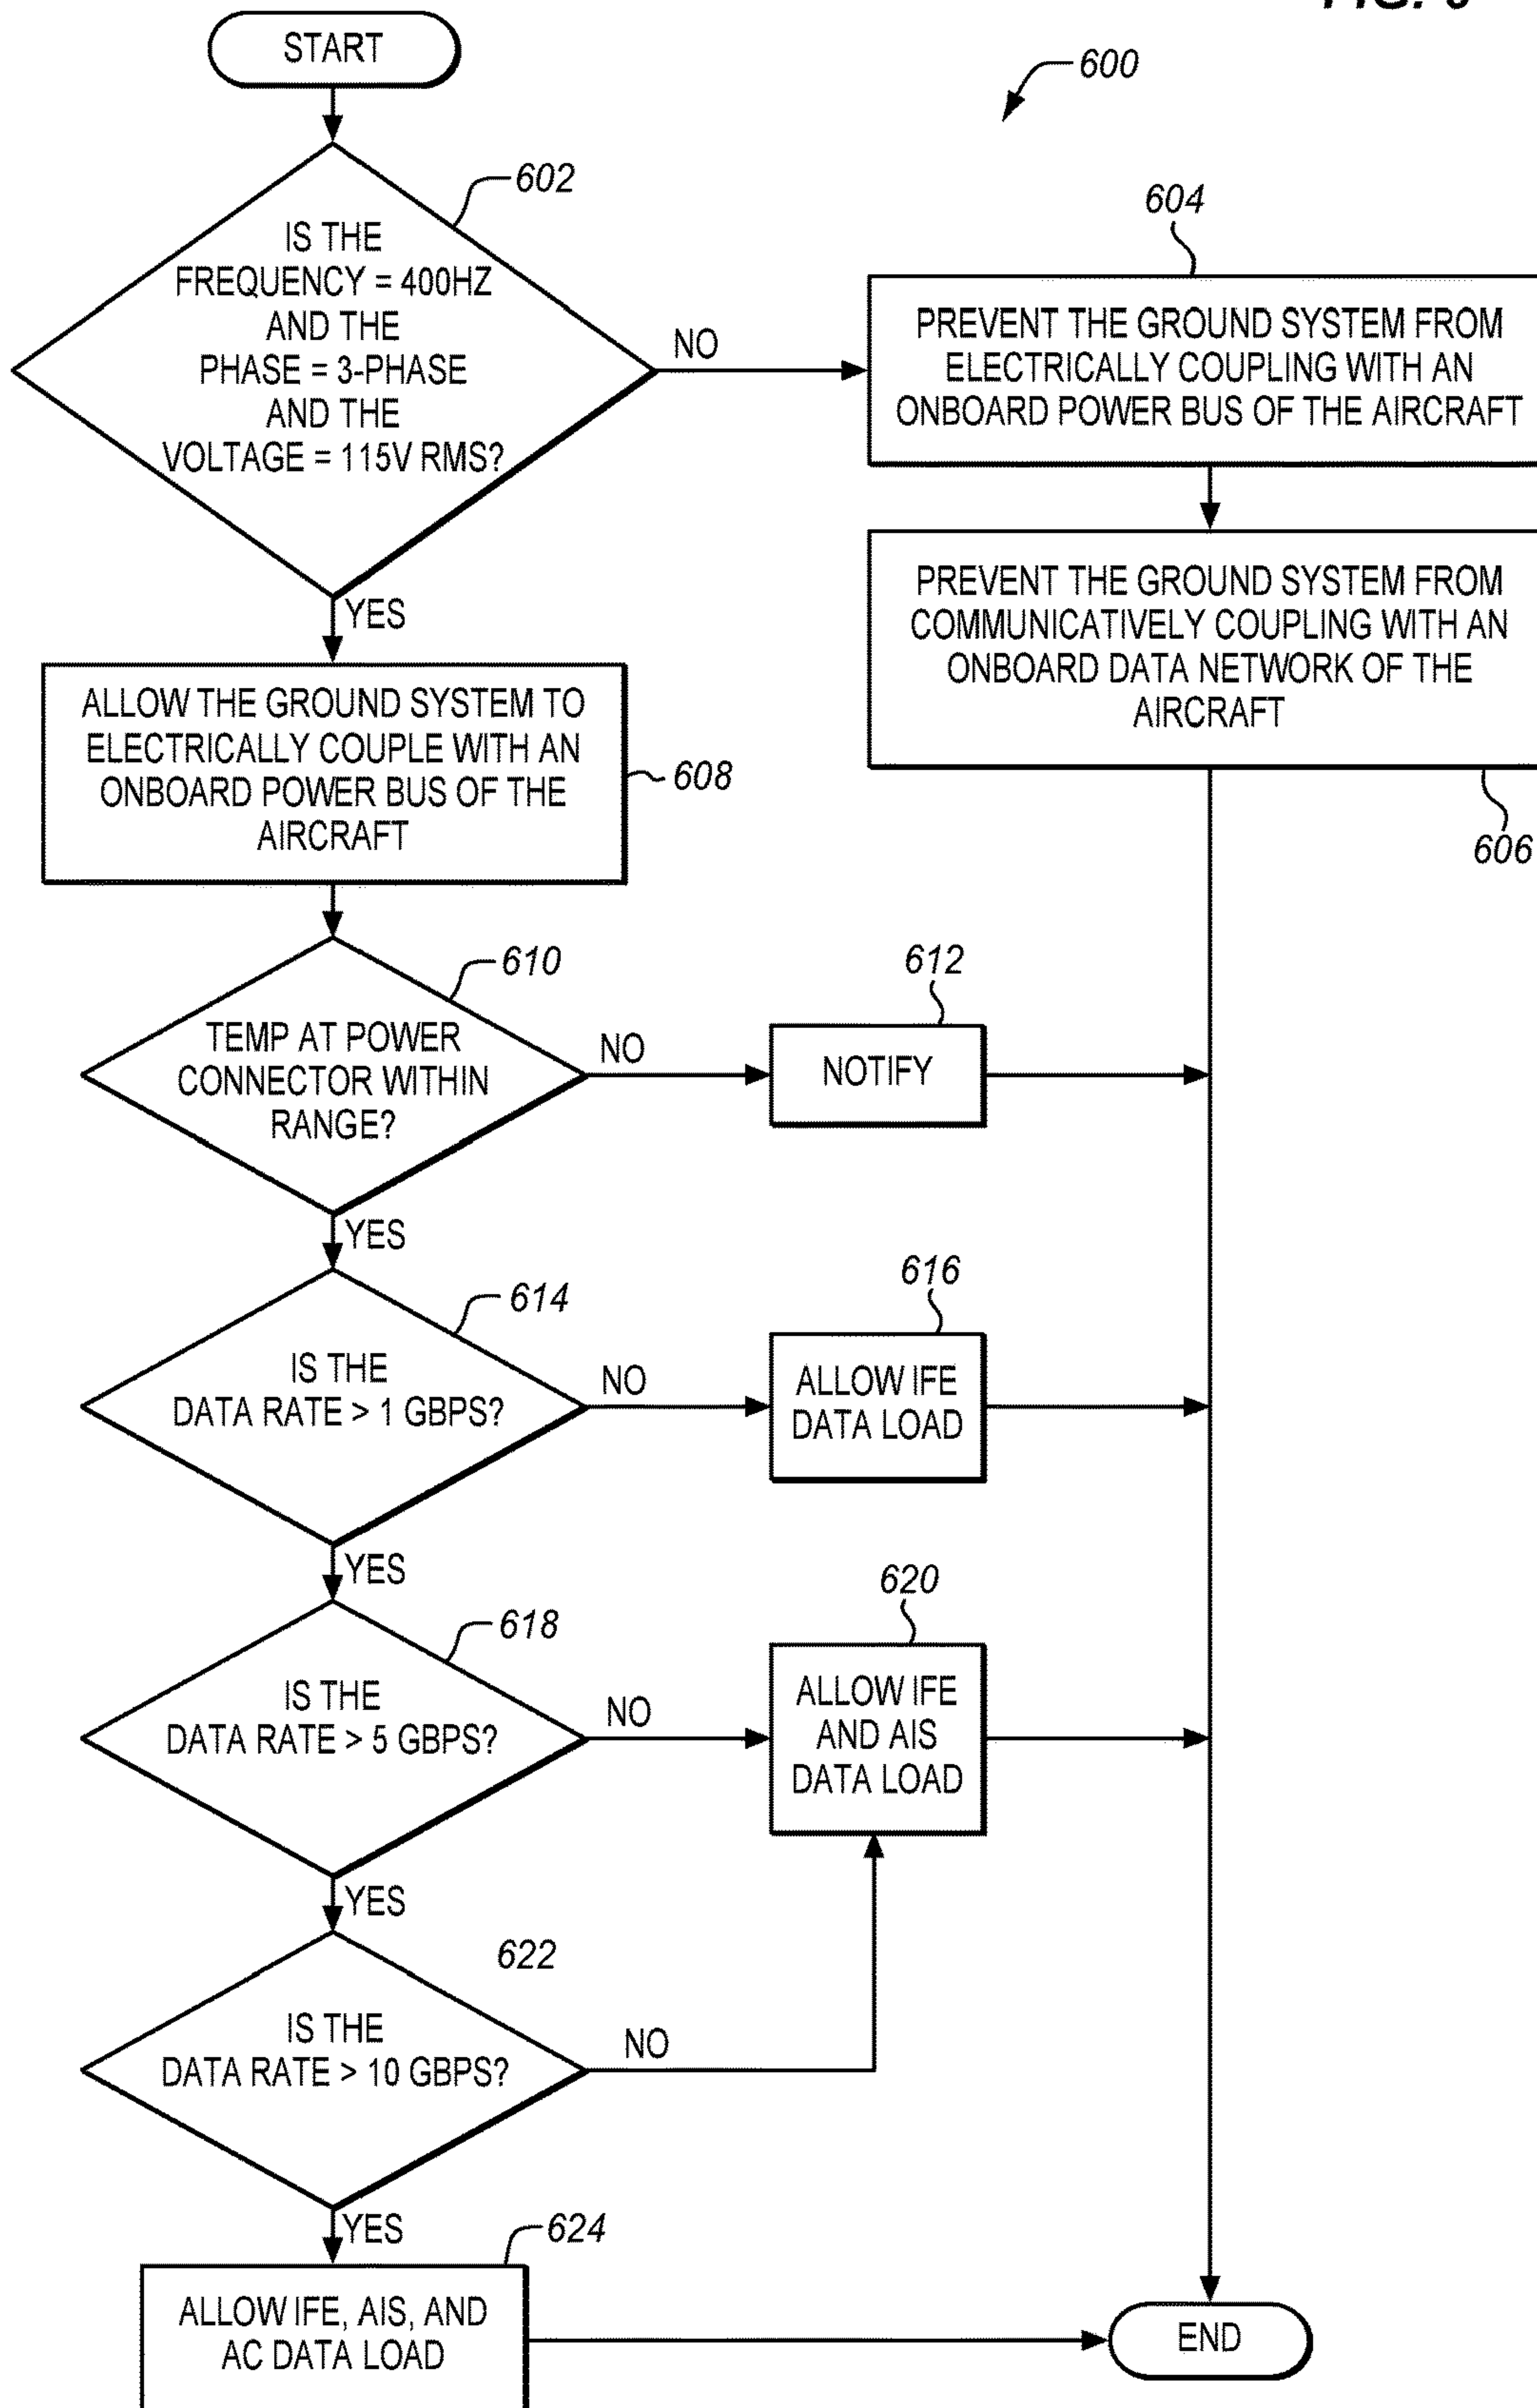 START
600
602
IS THE
FREQUENCY = 400HZ
AND THE
PHASE = 3-PHASE
AND THE
VOLTAGE = 115V RMS?
NO
604
PREVENT THE GROUND SYSTEM FROM
ELECTRICALLY COUPLING WITH AN
ONBOARD POWER BUS OF THE AIRCRAFT
PREVENT THE GROUND SYSTEM FROM
COMMUNICATIVELY COUPLING WITH AN
ONBOARD DATA NETWORK OF THE
AIRCRAFT
606
YES
ALLOW THE GROUND SYSTEM TO
ELECTRICALLY COUPLE WITH AN
ONBOARD POWER BUS OF THE
AIRCRAFT
608
610
TEMP AT POWER
CONNECTOR WITHIN
RANGE?
NO
612
NOTIFY
YES
614
IS THE
DATA RATE > 1 GBPS?
NO
616
ALLOW IFE
DATA LOAD
YES
618
IS THE
DATA RATE > 5 GBPS?
NO
620
ALLOW IFE
AND AIS
DATA LOAD
YES
622
IS THE
DATA RATE > 10 GBPS?
NO
YES
624
ALLOW IFE, AIS, AND
AC DATA LOAD
END